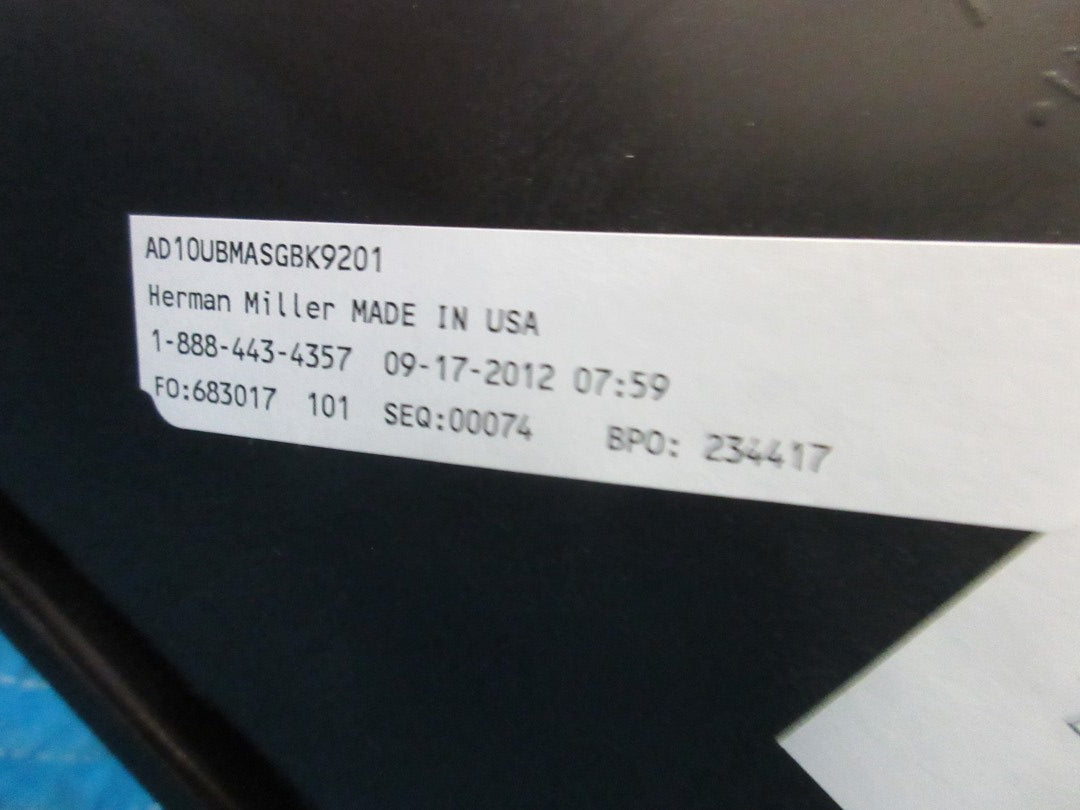 AD10UBMASGBK9201
Herman Miller MADE IN USA
1-888-443-4357 09-17-2012 07:59
FO:683017 101 SEQ:00074 BPO: 234417